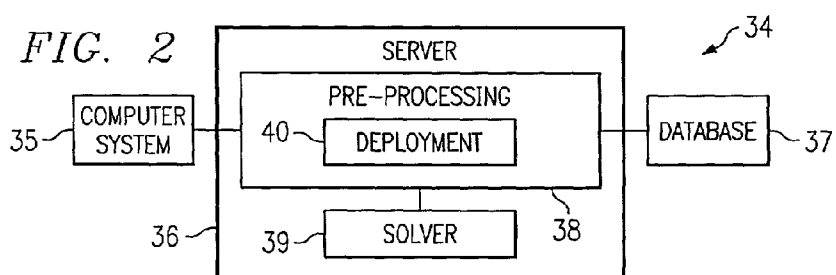 FIG. 2
SERVER
34
PRE-PROCESSING
COMPUTER
SYSTEM
40
DEPLOYMENT
DATABASE
35
37
38
36
39
SOLVER